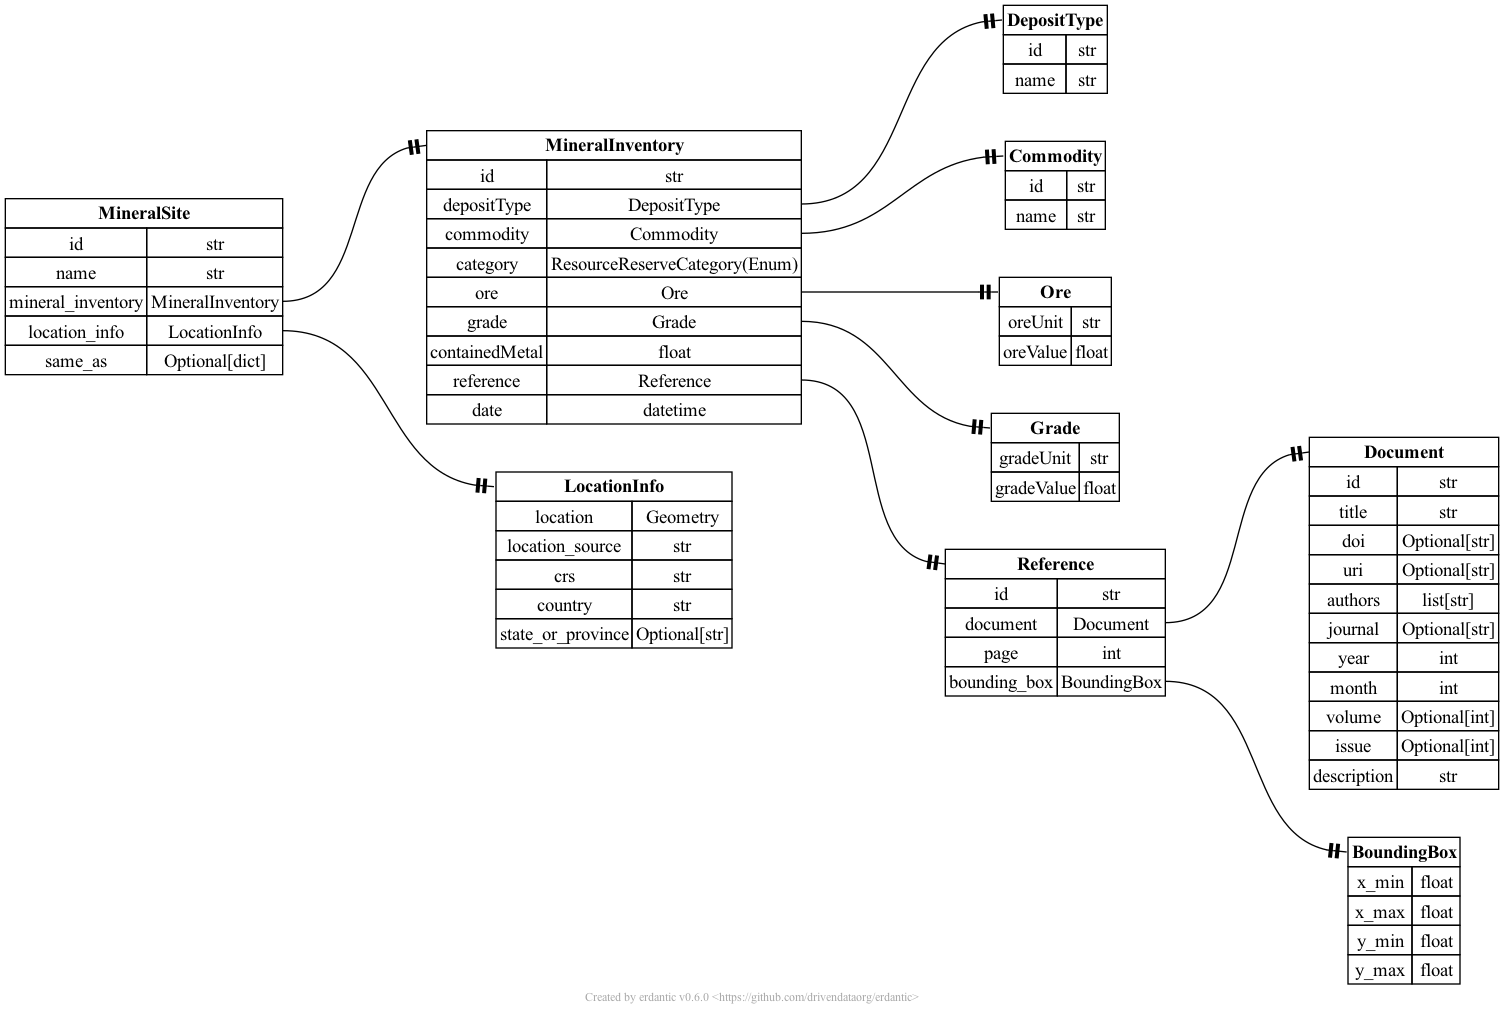 MineralSite
id str
name str
mineral_inventory MineralInventory
location_info LocationInfo
same_as Optional[dict]
MineralInventory
id str
depositType DepositType
commodity Commodity
category ResourceReserveCategory(Enum)
ore Ore
grade Grade
containedMetal float
reference Reference
date datetime
LocationInfo
location Geometry
location_source str
crs str
country str
state_or_province Optional[str]
DepositType
id str
name str
Commodity
id str
name str
Ore
oreUnit str
oreValue float
Grade
gradeUnit str
gradeValue float
Reference
id str
document Document
page int
bounding_box BoundingBox
Document
id str
title str
doi Optional[str]
uri Optional[str]
authors list[str]
journal Optional[str]
year int
month int
volume Optional[int]
issue Optional[int]
description str
BoundingBox
x_min float
x_max float
y_min float
y_max float
Created by erdantic v0.6.0 <https://github.com/drivendataorg/erdantic>